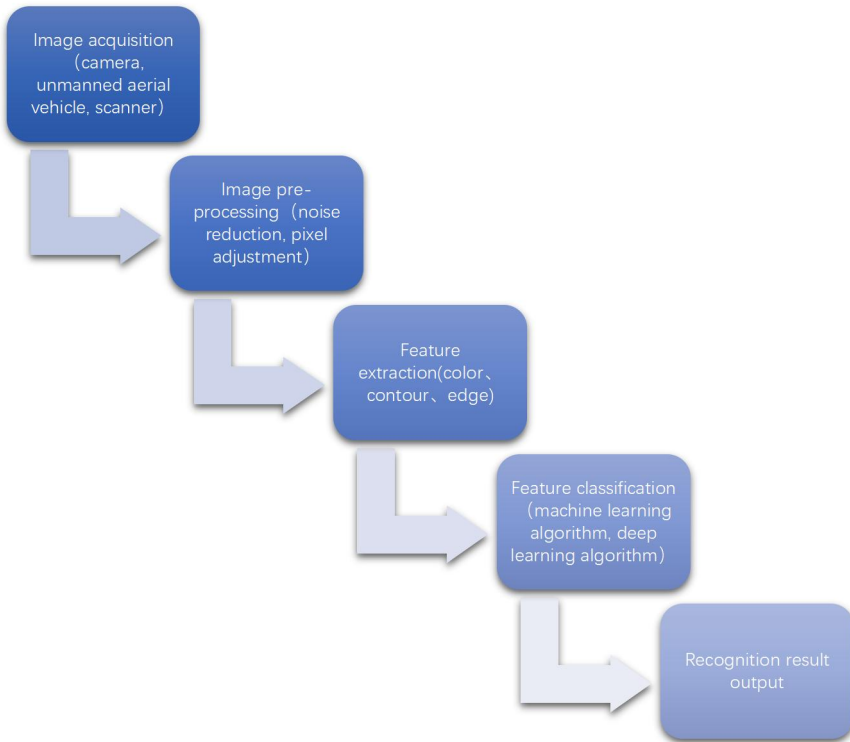 Image acquisition
（camera,
unmanned aerial
vehicle, scanner）
Image pre-
processing（noise
reduction, pixel
adjustment）
Feature
extraction(color、
contour、edge)
Feature classification
（machine learning
algorithm, deep
learning algorithm）
Recognition result
output